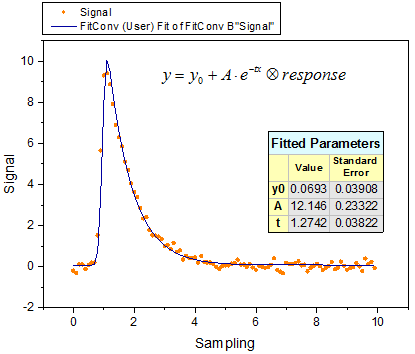 Signal
FitConv (User) Fit of FitConv B"Signal"
y = y₀ + A · e⁻ᵗˣ ⊗ response
Fitted Parameters
Value Standard Error
y0 0.0693 0.03908
A 12.146 0.23322
t 1.2742 0.03822
10
8
6
4
2
0
-2
Signal
0 2 4 6 8 10
Sampling